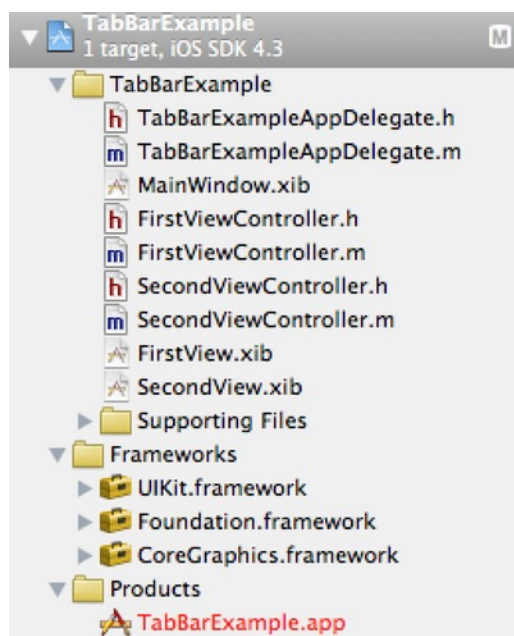 TabBarExample
1 target, iOS SDK 4.3
M
TabBarExample
h TabBarExampleAppDelegate.h
m TabBarExampleAppDelegate.m
MainWindow.xib
h FirstViewController.h
m FirstViewController.m
h SecondViewController.h
m SecondViewController.m
FirstView.xib
SecondView.xib
Supporting Files
Frameworks
UIKit.framework
Foundation.framework
CoreGraphics.framework
Products
TabBarExample.app